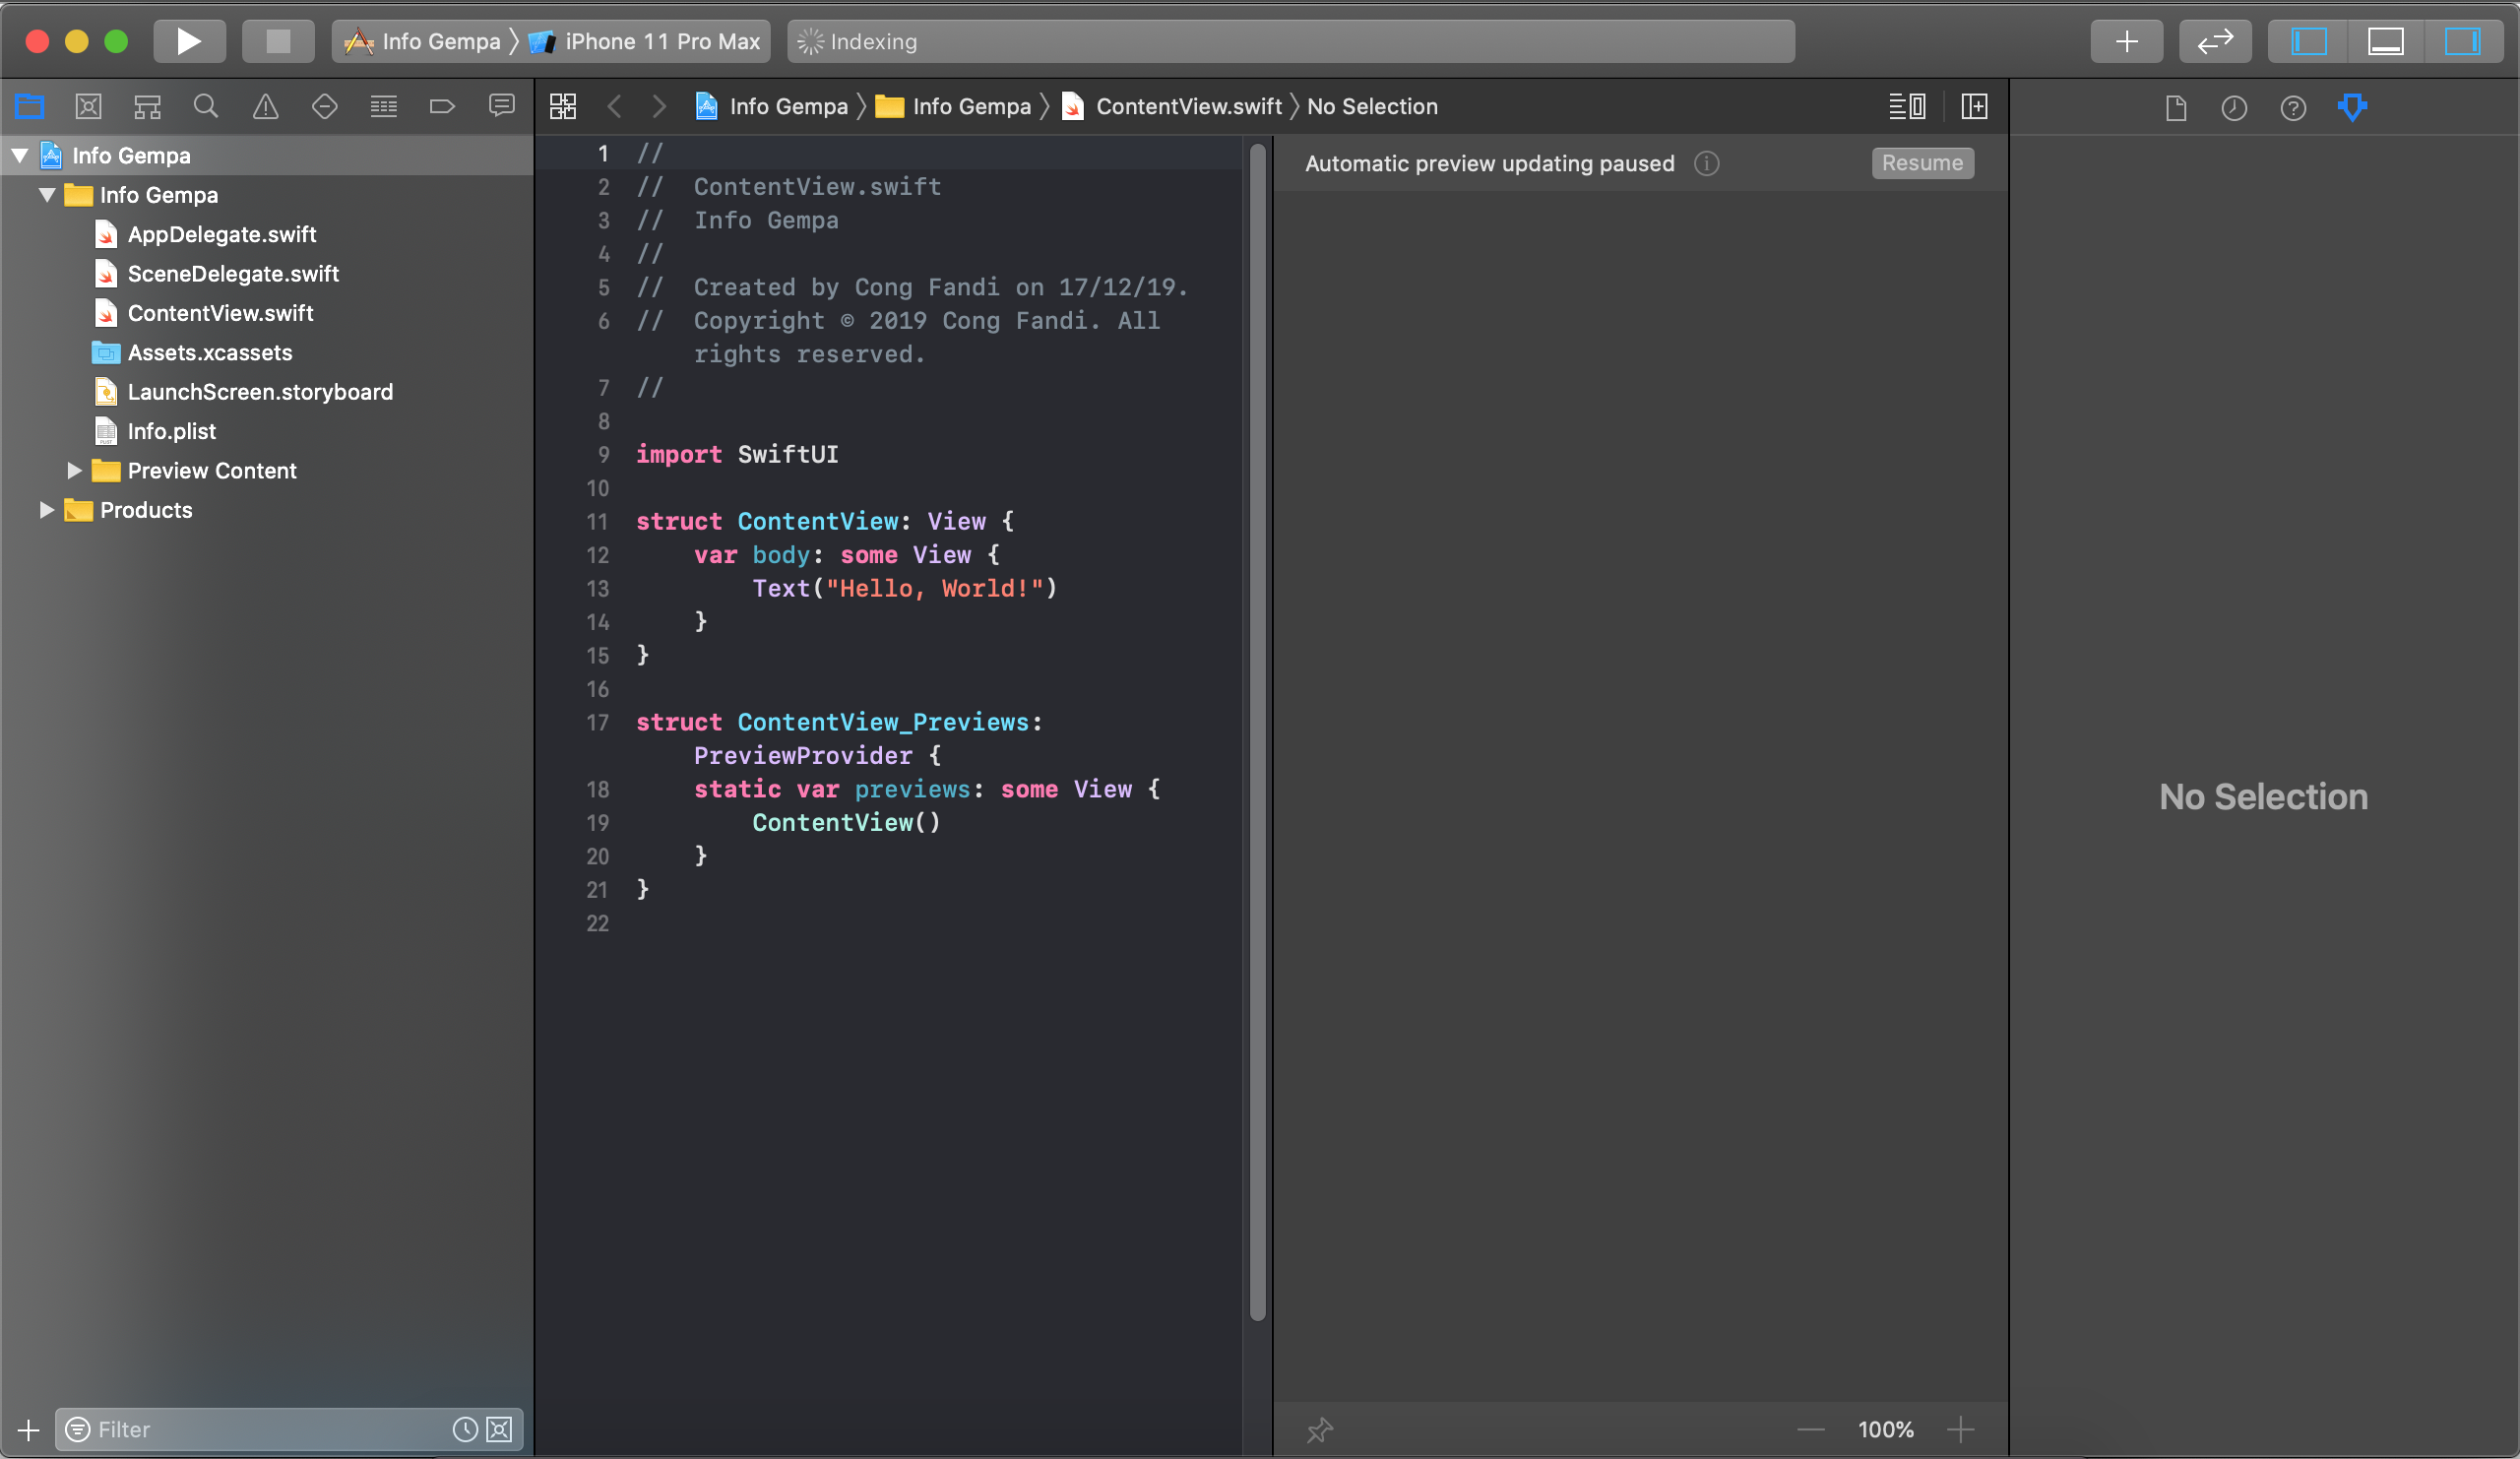 Info Gempa 〉 iPhone 11 Pro Max
Indexing
Info Gempa 〉 Info Gempa 〉 ContentView.swift 〉 No Selection
Info Gempa
Info Gempa
AppDelegate.swift
SceneDelegate.swift
ContentView.swift
Assets.xcassets
LaunchScreen.storyboard
Info.plist
Preview Content
Products
Filter
1 //
2 //  ContentView.swift
3 //  Info Gempa
4 //
5 //  Created by Cong Fandi on 17/12/19.
6 //  Copyright © 2019 Cong Fandi. All
rights reserved.
7 //
8
9 import SwiftUI
10
11 struct ContentView: View {
12     var body: some View {
13         Text("Hello, World!")
14     }
15 }
16
17 struct ContentView_Previews:
PreviewProvider {
18     static var previews: some View {
19         ContentView()
20     }
21 }
22
Automatic preview updating paused
Resume
100%
No Selection